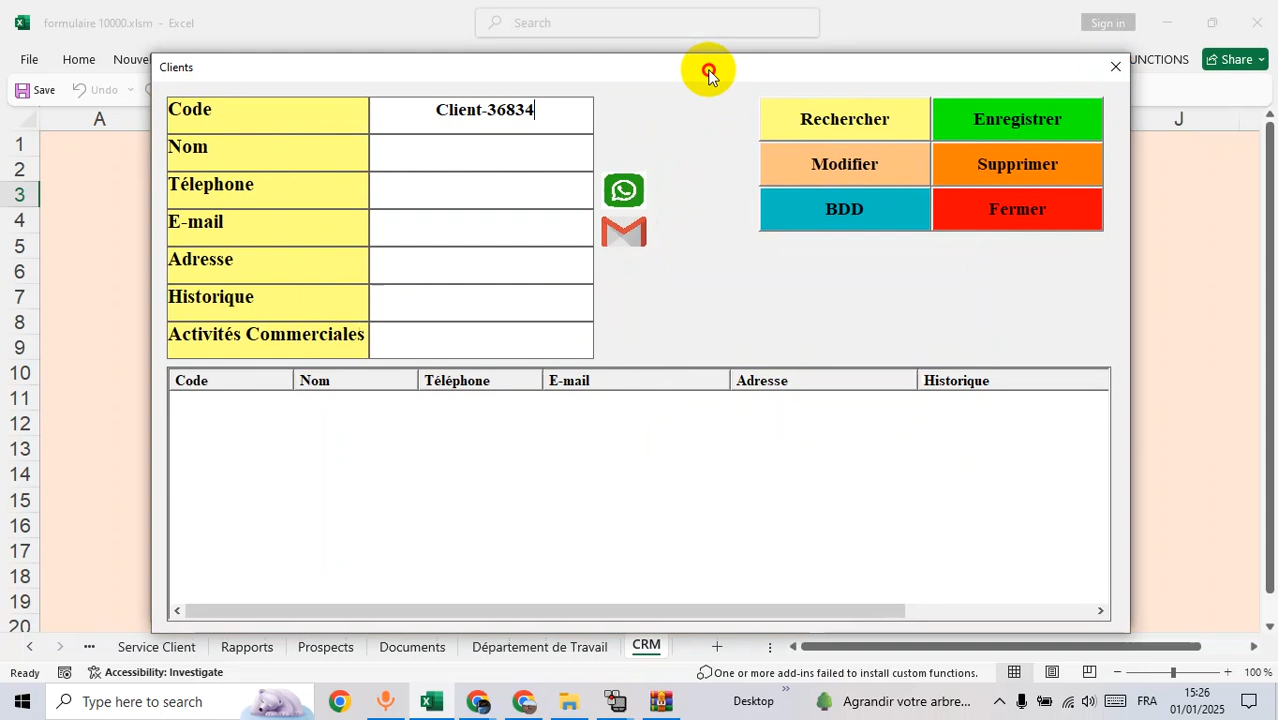 formulaire 10000.xlsm - Excel
Search
Sign in
File Home Nouvel
UNCTIONS
Share
Save Undo
Clients
Code Client-36834
Nom
Télephone
E-mail
Adresse
Historique
Activités Commerciales
Rechercher Enregistrer
Modifier Supprimer
BDD Fermer
A J
1
2
3
4
5
6
7
8
9
10
11
12
13
14
15
16
17
18
19
20
Code Nom Téléphone E-mail Adresse Historique
Service Client Rapports Prospects Documents Département de Travail CRM
Ready Accessibility: Investigate One or more add-ins failed to install custom functions. 100%
Type here to search
Desktop
Agrandir votre arbre...
FRA
15:26
01/01/2025